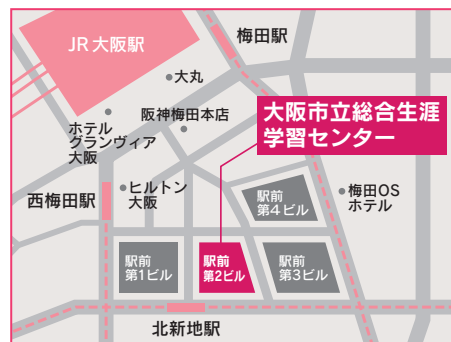 JR大阪駅
梅田駅
大丸
阪神梅田本店
大阪市立総合生涯
学習センター
ホテル
グランヴィア
大阪
西梅田駅
ヒルトン
大阪
駅前
第4ビル
梅田OS
ホテル
駅前
第1ビル
駅前
第2ビル
駅前
第3ビル
北新地駅